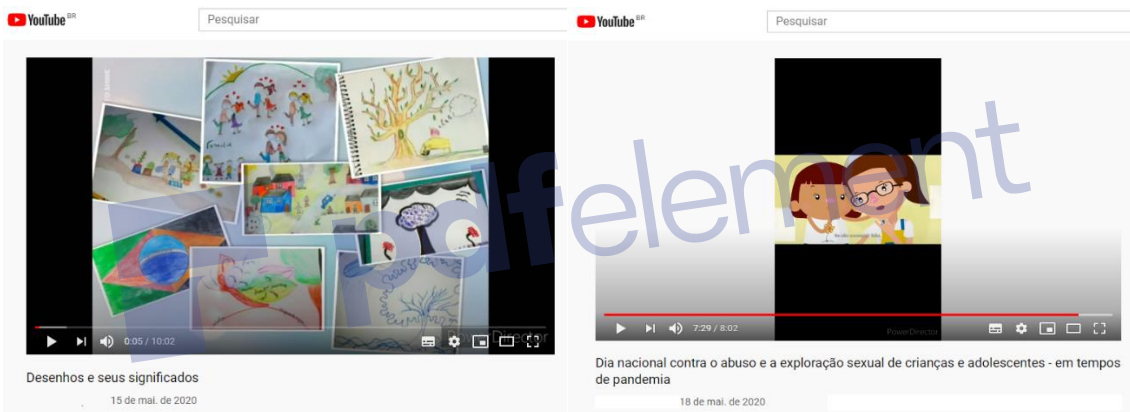 YouTube BR
Pesquisar
Família
0:05 / 10:02
PowerDirector
Desenhos e seus significados
15 de mai. de 2020
YouTube BR
Pesquisar
7:29 / 8:02
PowerDirector
Dia nacional contra o abuso e a exploração sexual de crianças e adolescentes - em tempos
de pandemia
18 de mai. de 2020
pdfelement